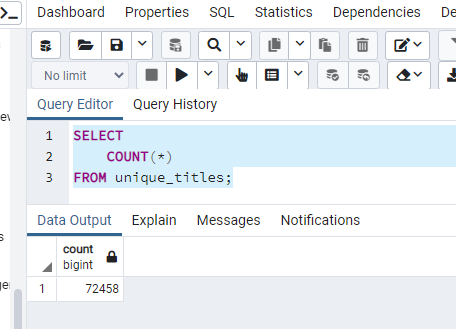 Dashboard Properties SQL Statistics Dependencies De
No limit
Query Editor Query History
1 SELECT
2 COUNT(*)
3 FROM unique_titles;
Data Output Explain Messages Notifications
count
bigint
1 72458